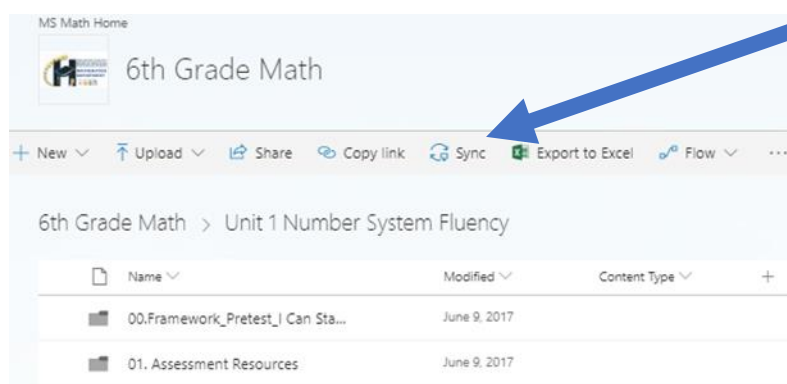 MS Math Home
6th Grade Math
+ New Upload Share Copy link Sync Export to Excel Flow ...
6th Grade Math > Unit 1 Number System Fluency
Name Modified Content Type +
00.Framework_Pretest_I Can Sta... June 9, 2017
01. Assessment Resources June 9, 2017